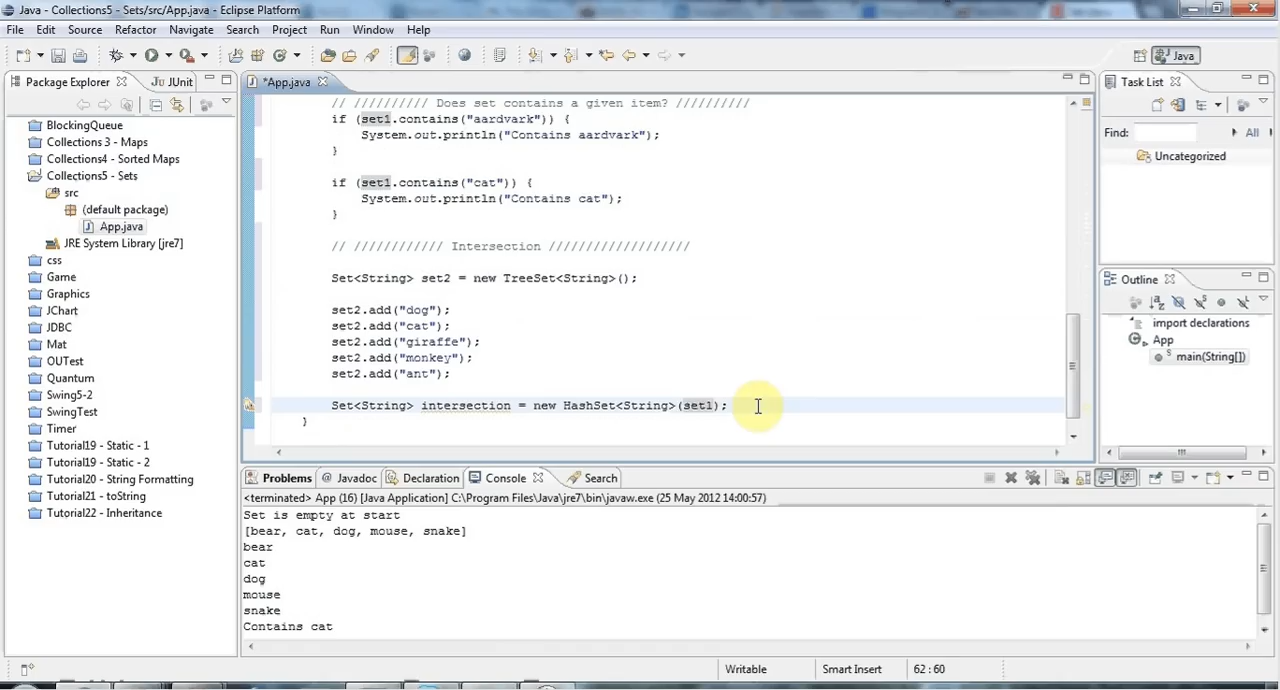 Java - Collections5 - Sets/src/App.java - Eclipse Platform
File Edit Source Refactor Navigate Search Project Run Window Help
Java
Package Explorer
JUnit
BlockingQueue
Collections 3 - Maps
Collections4 - Sorted Maps
Collections5 - Sets
src
(default package)
App.java
JRE System Library [jre7]
css
Game
Graphics
JChart
JDBC
Mat
OUTest
Quantum
Swing5-2
SwingTest
Timer
Tutorial19 - Static - 1
Tutorial19 - Static - 2
Tutorial20 - String Formatting
Tutorial21 - toString
Tutorial22 - Inheritance
*App.java
// ////////// Does set contains a given item? //////////
if (set1.contains("aardvark")) {
System.out.println("Contains aardvark");
}
if (set1.contains("cat")) {
System.out.println("Contains cat");
}
// //////////// Intersection ///////////////////
Set<String> set2 = new TreeSet<String>();
set2.add("dog");
set2.add("cat");
set2.add("giraffe");
set2.add("monkey");
set2.add("ant");
Set<String> intersection = new HashSet<String>(set1);
}
Task List
Find:
All
Uncategorized
Outline
import declarations
App
main(String[])
Problems
@ Javadoc
Declaration
Console
Search
<terminated> App (16) [Java Application] C:\Program Files\Java\jre7\bin\javaw.exe (25 May 2012 14:00:57)
Set is empty at start
[bear, cat, dog, mouse, snake]
bear
cat
dog
mouse
snake
Contains cat
Writable
Smart Insert
62 : 60